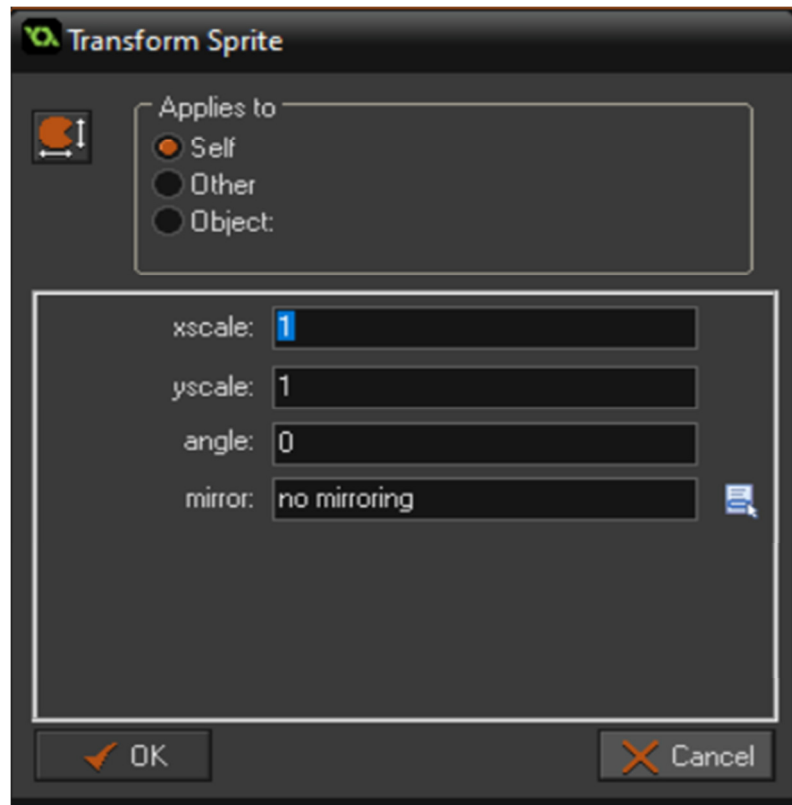 Transform Sprite
Applies to
Self
Other
Object:
xscale: 1
yscale: 1
angle: 0
mirror: no mirroring
OK Cancel